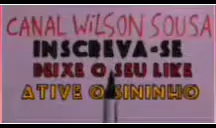 CANAL WiLSON SOUSA
INSCREVA-SE
DEIXE O SEU LIKE
ATIVE O SININHO